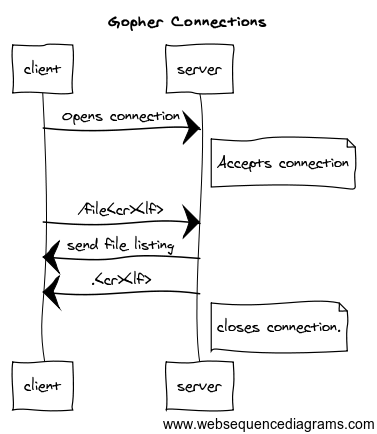 Gopher Connections
client
server
Opens connection
Accepts connection
/file<cr><lf>
send file listing
.<cr><lf>
closes connection.
client
server
www.websequencediagrams.com